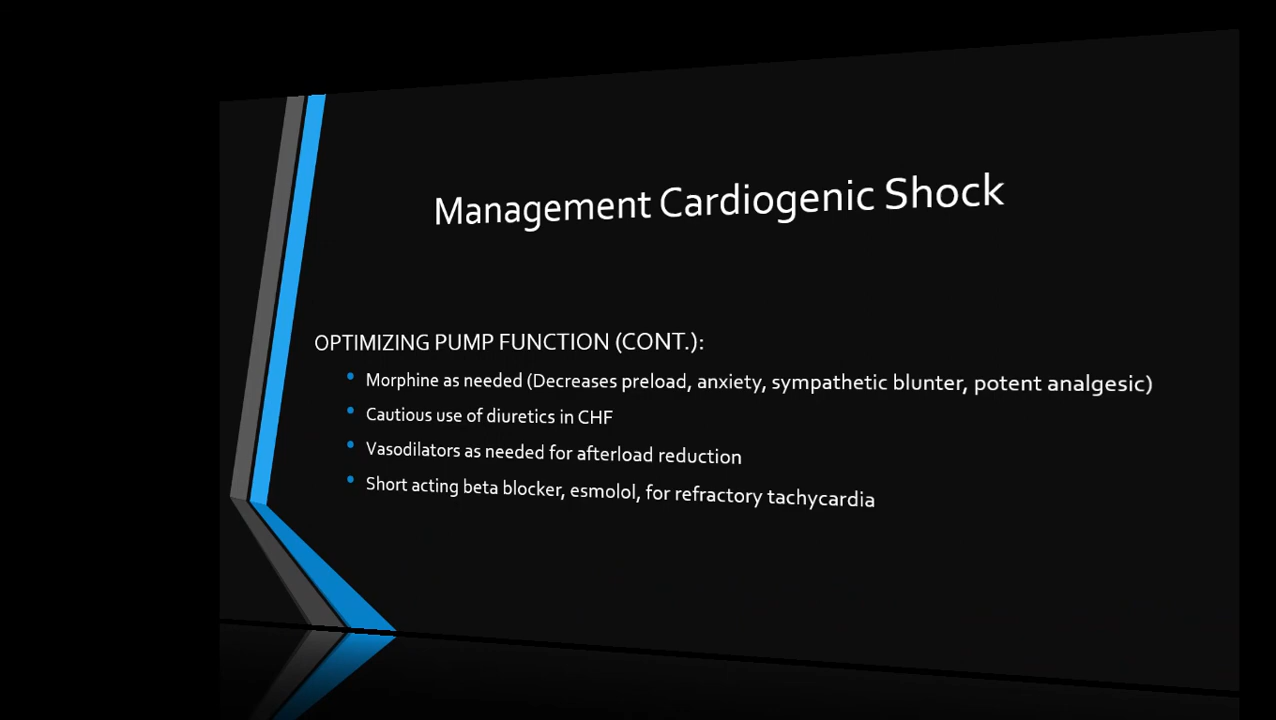 Management Cardiogenic Shock
OPTIMIZING PUMP FUNCTION (CONT.):
• Morphine as needed (Decreases preload, anxiety, sympathetic blunter, potent analgesic)
• Cautious use of diuretics in CHF
• Vasodilators as needed for afterload reduction
• Short acting beta blocker, esmolol, for refractory tachycardia